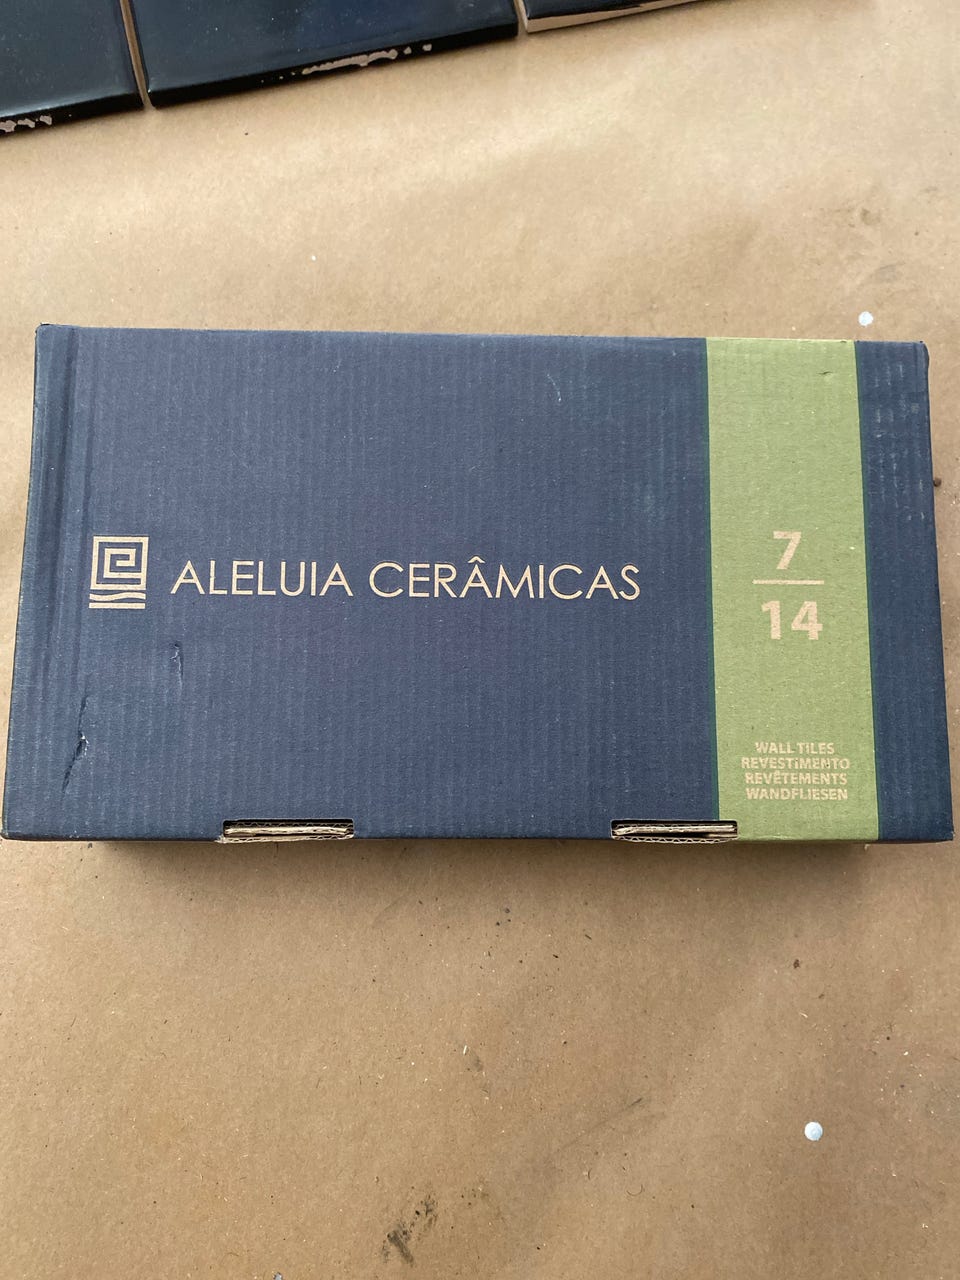 ALELUIA CERÂMICAS
7
14
WALL TILES
REVESTIMENTO
REVÊTEMENTS
WANDFLIESEN